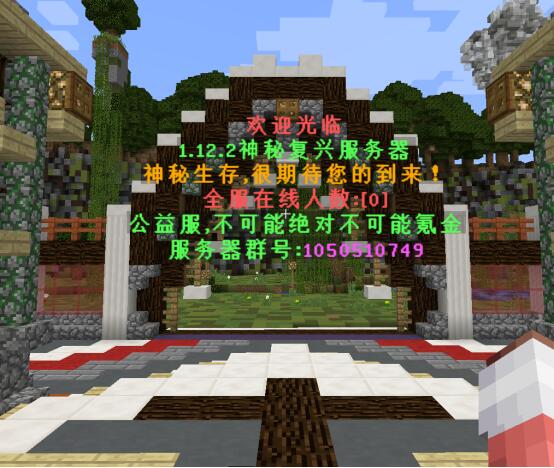 欢迎光临
1.12.2神秘复兴服务器
神秘生存,很期待您的到来！
全服在线人数:[0]
公益服,不可能绝对不可能氪金
服务器群号:1050510749